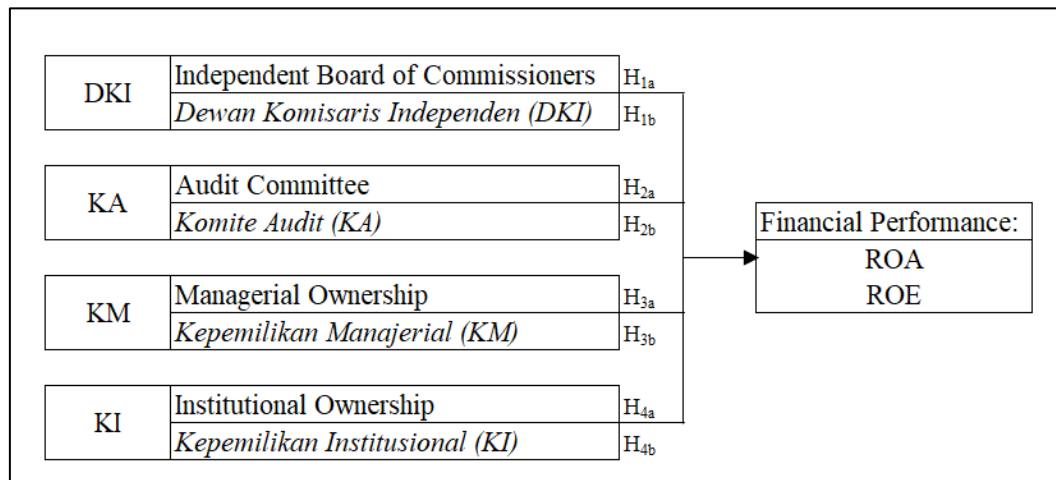 DKI
Independent Board of Commissioners
Dewan Komisaris Independen (DKI)
H1a
H1b
KA
Audit Committee
Komite Audit (KA)
H2a
H2b
KM
Managerial Ownership
Kepemilikan Manajerial (KM)
H3a
H3b
KI
Institutional Ownership
Kepemilikan Institusional (KI)
H4a
H4b
Financial Performance:
ROA
ROE